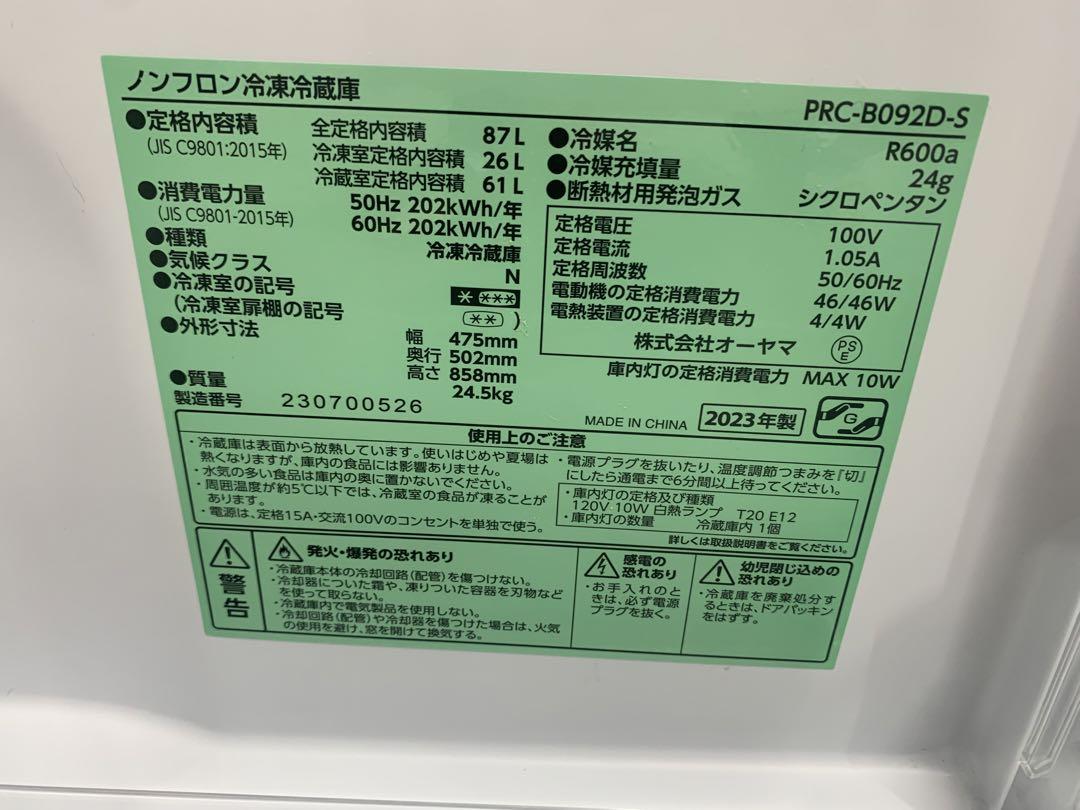 ノンフロン冷凍冷蔵庫
PRC-B092D-S
●定格内容積
(JIS C9801:2015年)
全定格内容積 87L
冷凍室定格内容積 26L
冷蔵室定格内容積 61L
●消費電力量
(JIS C9801-2015年)
50Hz 202kWh/年
60Hz 202kWh/年
●種類 冷凍冷蔵庫
●気候クラス N
●冷凍室の記号 * ***
(冷凍室扉棚の記号 ** )
●外形寸法
幅 475mm
奥行 502mm
高さ 858mm
●質量 24.5kg
製造番号 230700526
●冷媒名 R600a
●冷媒充填量 24g
●断熱材用発泡ガス シクロペンタン
定格電圧 100V
定格電流 1.05A
定格周波数 50/60Hz
電動機の定格消費電力 46/46W
電熱装置の定格消費電力 4/4W
株式会社オーヤマ PSE
庫内灯の定格消費電力 MAX 10W
MADE IN CHINA 2023年製 G
使用上のご注意
・冷蔵庫は表面から放熱しています。使いはじめや夏場は
熱くなりますが、庫内の食品には影響ありません。
・水気の多い食品は庫内の奥に置かないでください。
・周囲温度が約5℃以下では、冷蔵室の食品が凍ることが
あります。
・電源は、定格15A・交流100Vのコンセントを単独で使う。
・電源プラグを抜いたり、温度調節つまみを『切』
にしたら通電まで6分間以上待ってください。
・庫内灯の定格及び種類
120V 10W 白熱ランプ T20 E12
・庫内灯の数量 冷蔵庫内 1個
詳しくは取扱説明書をご覧ください。
警告
発火・爆発の恐れあり
・冷蔵庫本体の冷却回路(配管)を傷つけない。
・冷却器についた霜や、凍りついた容器を刃物など
を使って取らない。
・冷蔵庫内で電気製品を使用しない。
・冷却回路(配管)や冷却器を傷つけた場合は、火気
の使用を避け、窓を開けて換気する。
感電の
恐れあり
・お手入れのと
きは、必ず電源
プラグを抜く。
幼児閉じ込めの
恐れあり
・冷蔵庫を廃棄処分す
るときは、ドアパッキン
をはずす。